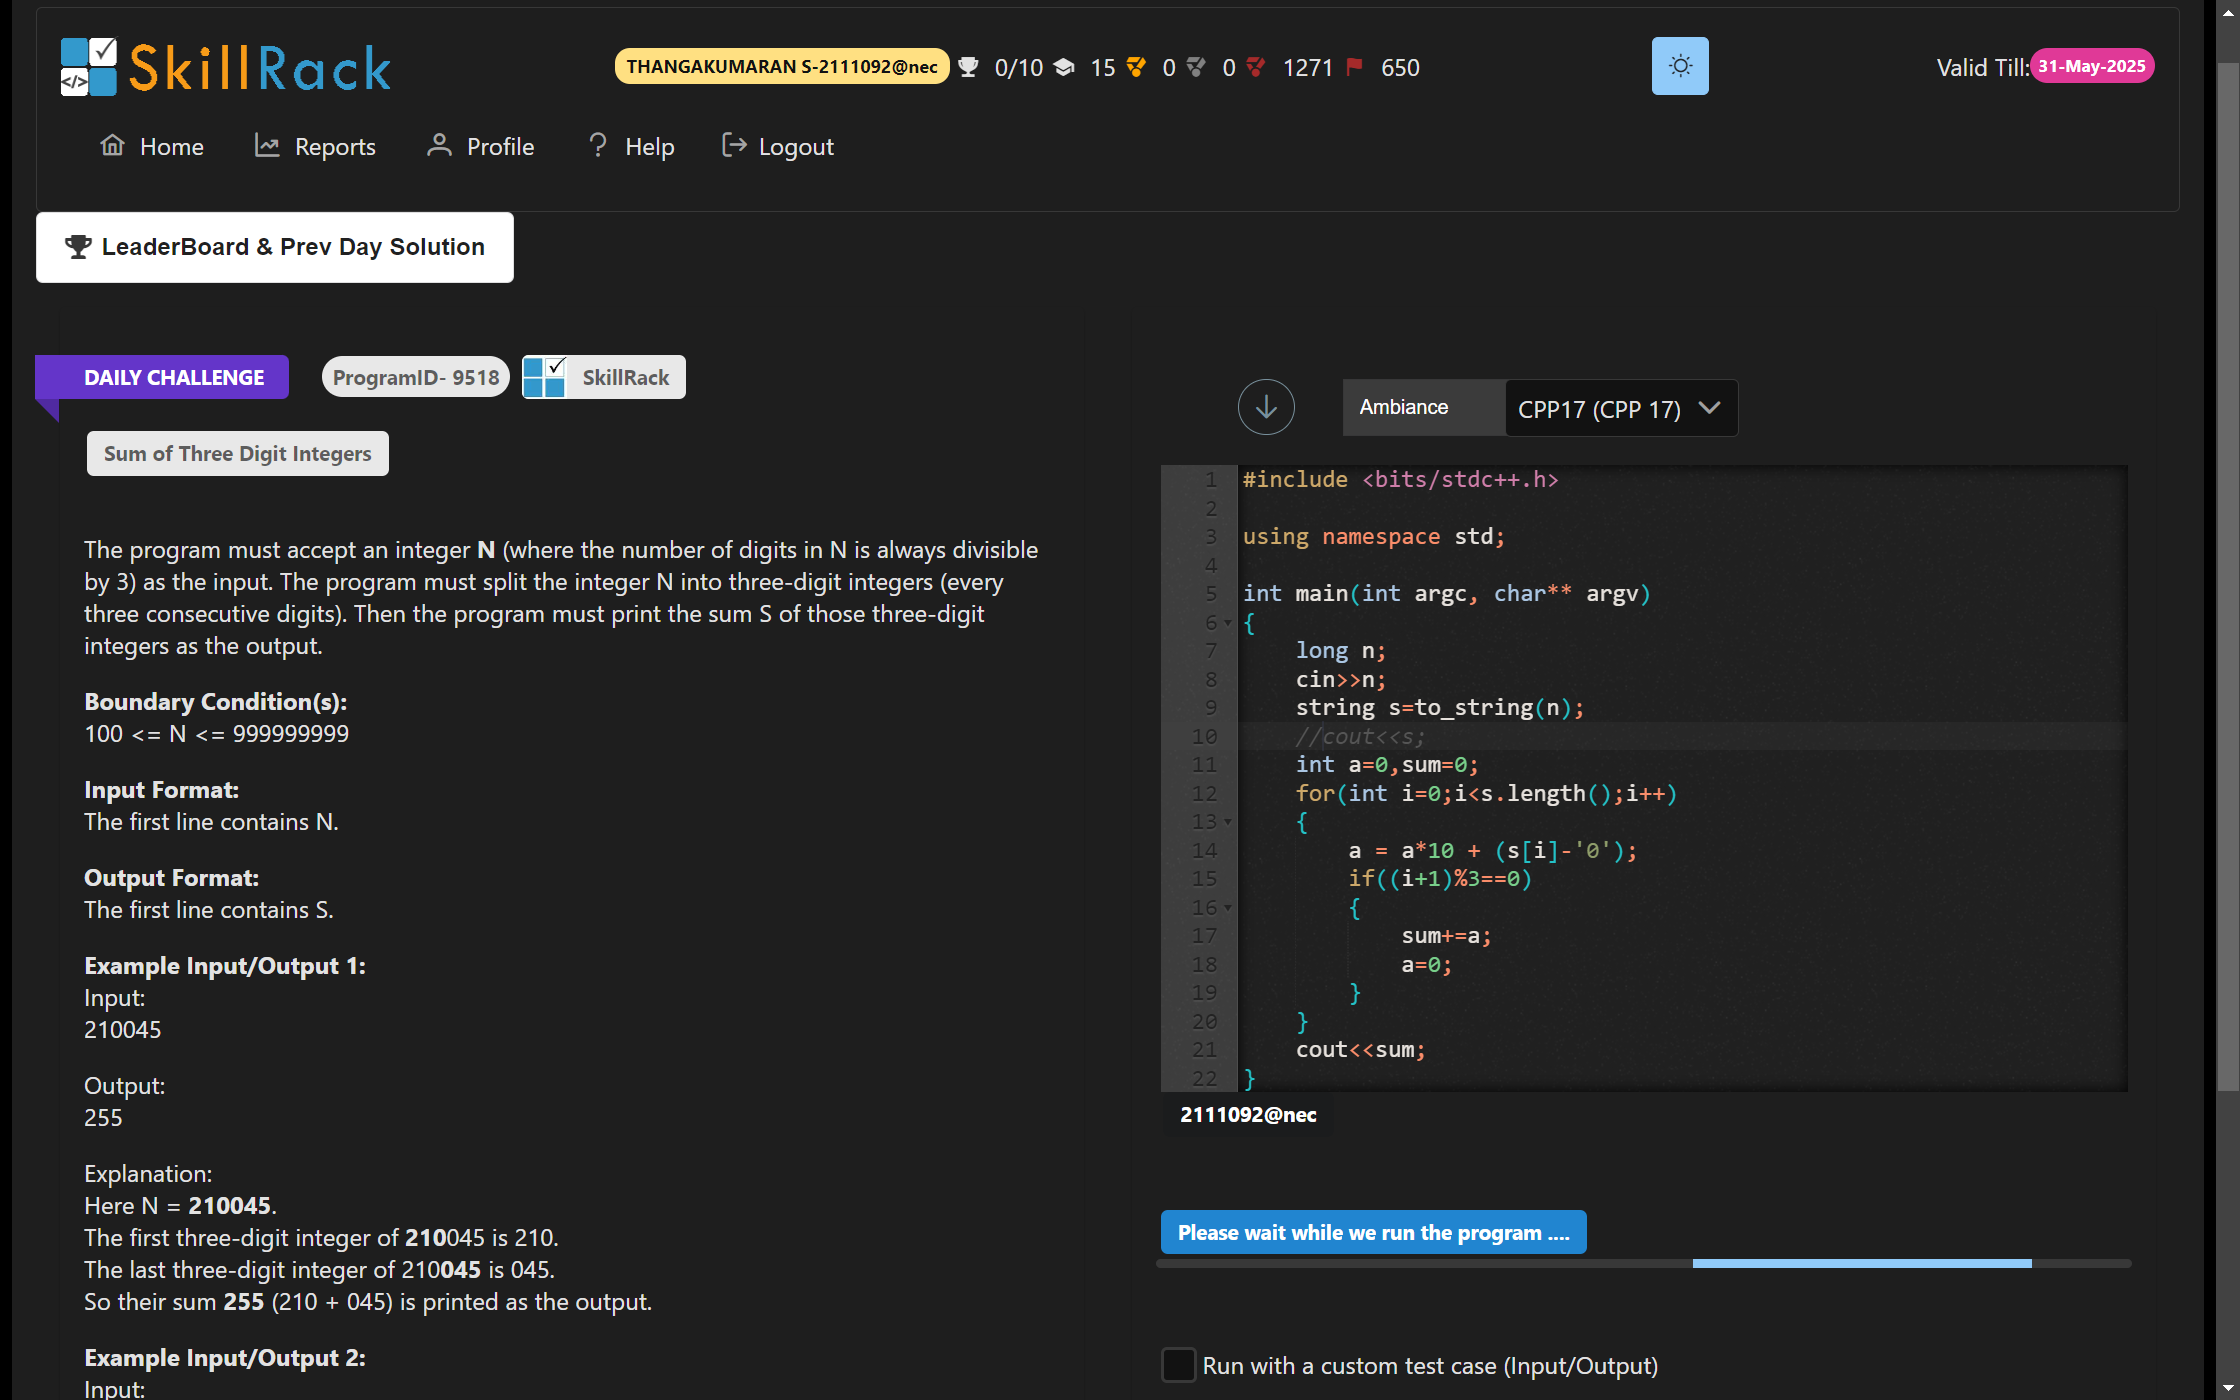 SkillRack
THANGAKUMARAN S-2111092@nec 0/10 15 0 0 1271 650
Valid Till: 31-May-2025
Home Reports Profile Help Logout
LeaderBoard & Prev Day Solution
DAILY CHALLENGE ProgramID- 9518 SkillRack
Sum of Three Digit Integers
The program must accept an integer N (where the number of digits in N is always divisible
by 3) as the input. The program must split the integer N into three-digit integers (every
three consecutive digits). Then the program must print the sum S of those three-digit
integers as the output.
Boundary Condition(s):
100 <= N <= 999999999
Input Format:
The first line contains N.
Output Format:
The first line contains S.
Example Input/Output 1:
Input:
210045
Output:
255
Explanation:
Here N = 210045.
The first three-digit integer of 210045 is 210.
The last three-digit integer of 210045 is 045.
So their sum 255 (210 + 045) is printed as the output.
Example Input/Output 2:
Input:
Ambiance CPP17 (CPP 17)
1 #include <bits/stdc++.h>
2
3 using namespace std;
4
5 int main(int argc, char** argv)
6 {
7 long n;
8 cin>>n;
9 string s=to_string(n);
10 //cout<<s;
11 int a=0,sum=0;
12 for(int i=0;i<s.length();i++)
13 {
14 a = a*10 + (s[i]-'0');
15 if((i+1)%3==0)
16 {
17 sum+=a;
18 a=0;
19 }
20 }
21 cout<<sum;
22 }
2111092@nec
Please wait while we run the program ....
Run with a custom test case (Input/Output)